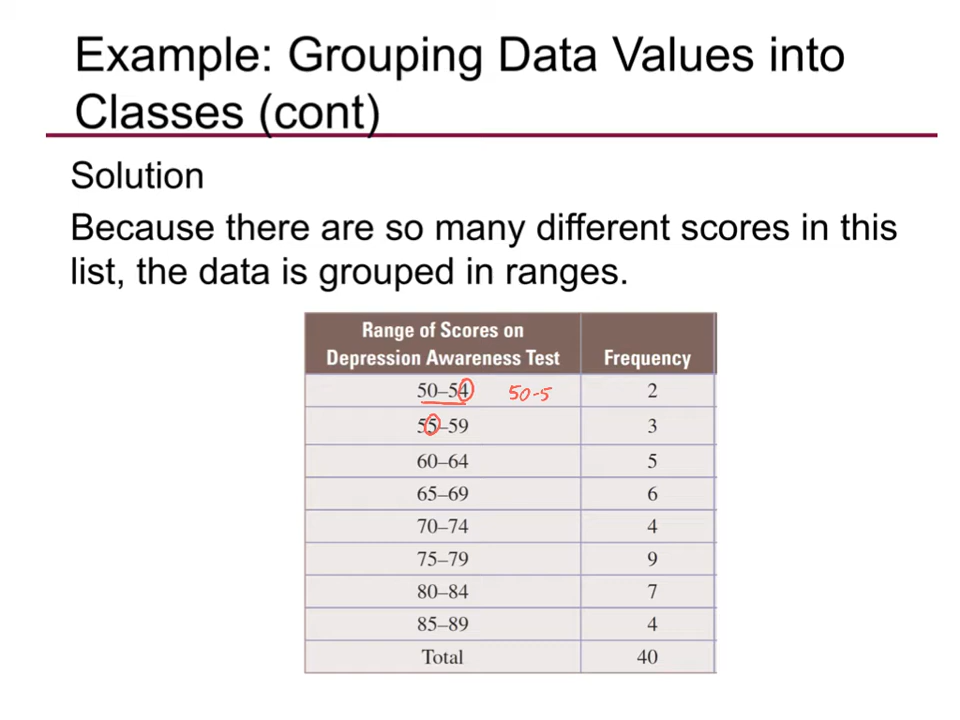 Example: Grouping Data Values into
Classes (cont)
Solution
Because there are so many different scores in this
list, the data is grouped in ranges.
Range of Scores on
Depression Awareness Test Frequency
50–54 50-5 2
55–59 3
60–64 5
65–69 6
70–74 4
75–79 9
80–84 7
85–89 4
Total 40